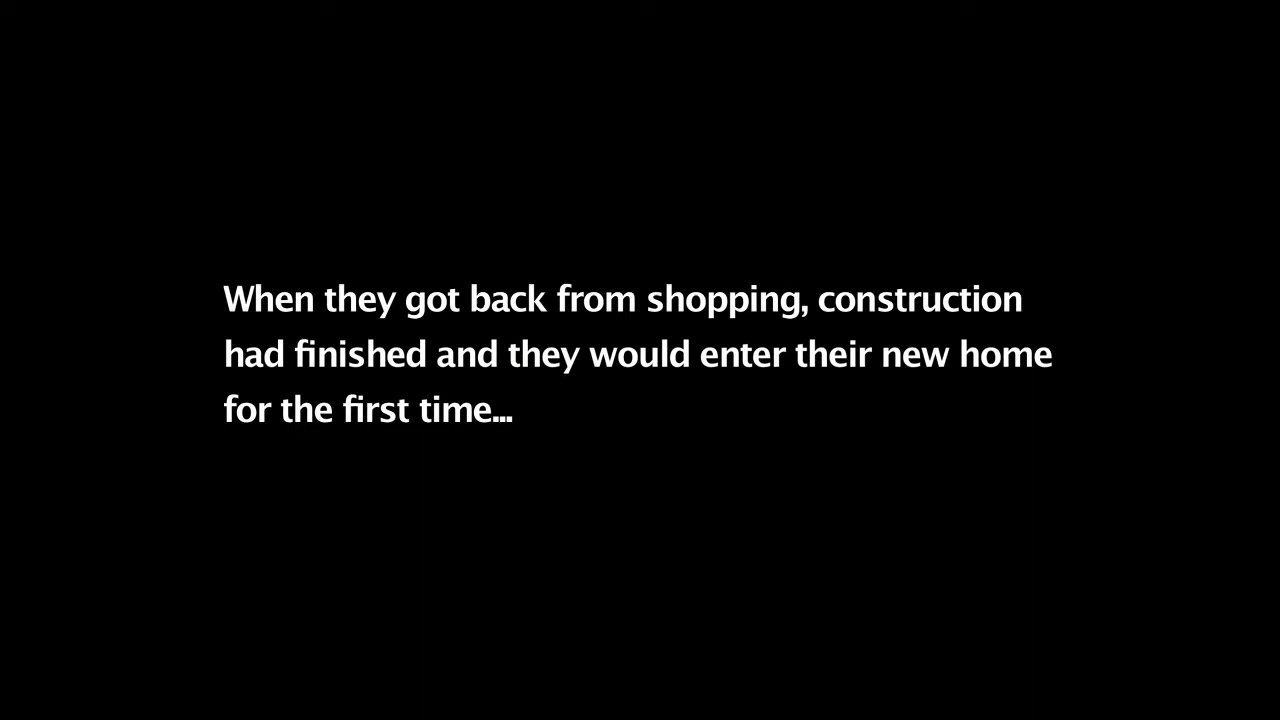 When they got back from shopping, construction
had finished and they would enter their new home
for the first time...